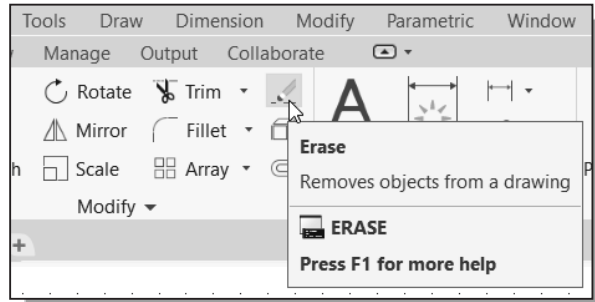 Tools Draw Dimension Modify Parametric Window
Manage Output Collaborate
Rotate Trim
Mirror Fillet
Scale Array
Modify
Erase
Removes objects from a drawing
ERASE
Press F1 for more help